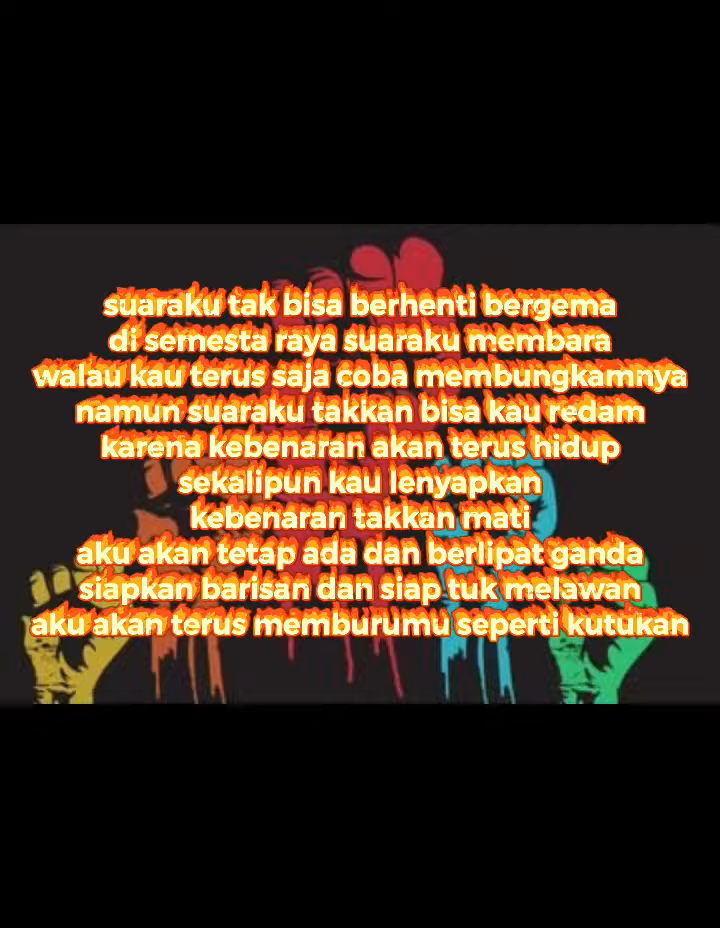 suaraku tak bisa berhenti bergema
di semesta raya suaraku membara
walau kau terus saja coba membungkamnya
namun suaraku takkan bisa kau redam
karena kebenaran akan terus hidup
sekalipun kau lenyapkan
kebenaran takkan mati
aku akan tetap ada dan berlipat ganda
siapkan barisan dan siap tuk melawan
aku akan terus memburumu seperti kutukan